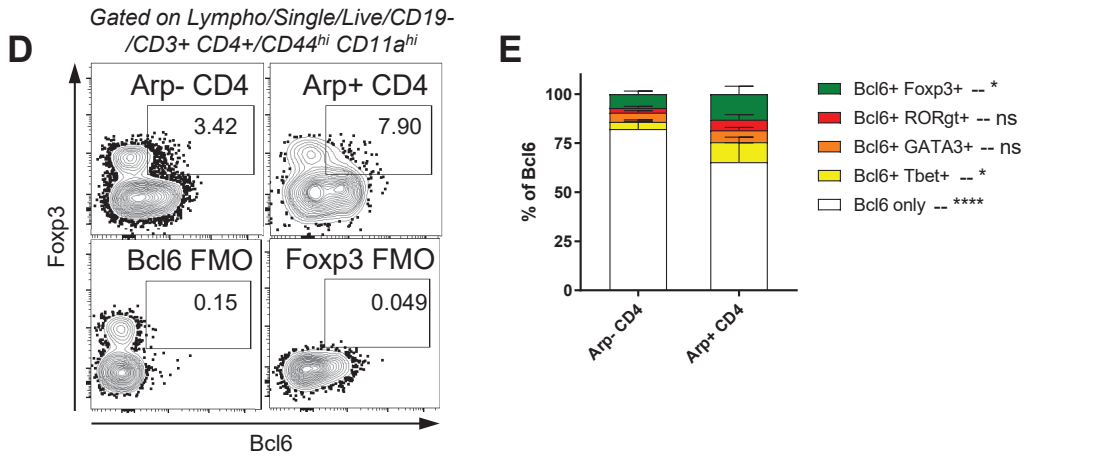 D
Gated on Lympho/Single/Live/CD19-
/CD3+ CD4+/CD44hi CD11ahi
Arp- CD4
3.42
Arp+ CD4
7.90
Bcl6 FMO
0.15
Foxp3 FMO
0.049
Foxp3
Bcl6
E
% of Bcl6
100
75
50
25
0
Arp- CD4
Arp+ CD4
Bcl6+ Foxp3+ -- *
Bcl6+ RORgt+ -- ns
Bcl6+ GATA3+ -- ns
Bcl6+ Tbet+ -- *
Bcl6 only -- ****